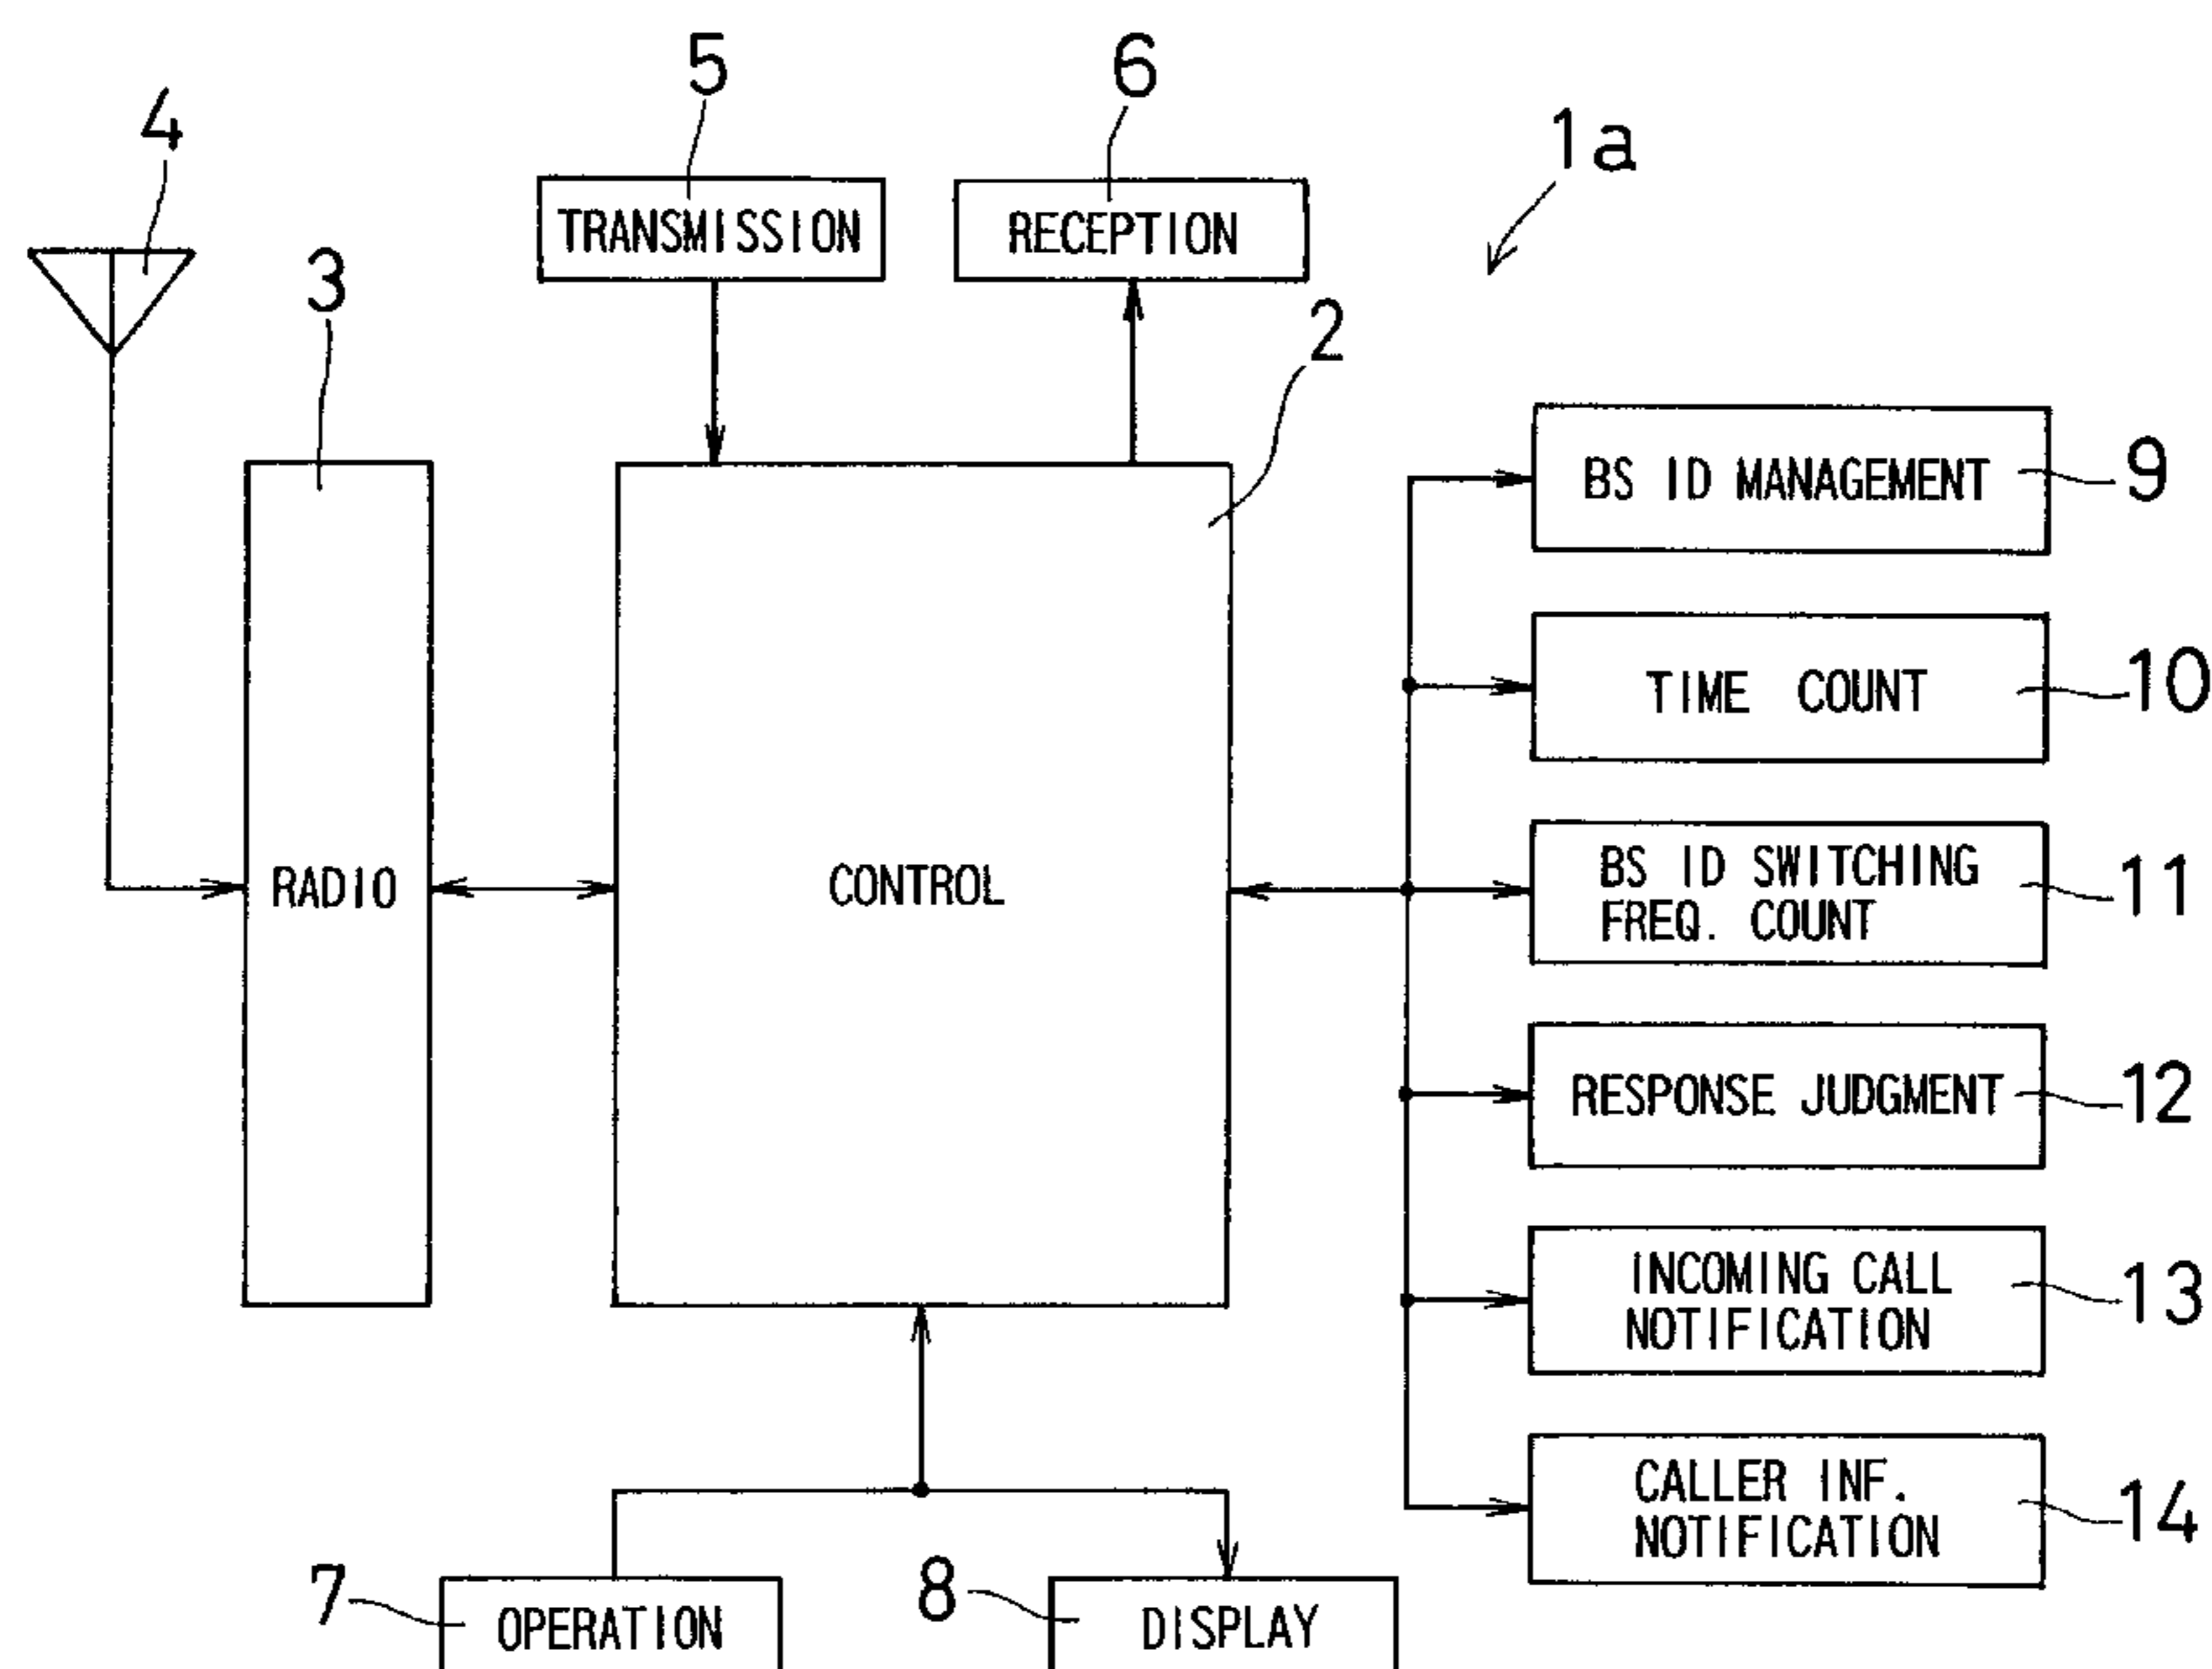 5
6
4
1a
TRANSMISSION
RECEPTION
3
2
BS ID MANAGEMENT
9
TIME COUNT
10
RADIO
CONTROL
BS ID SWITCHING
FREQ. COUNT
11
RESPONSE JUDGMENT
12
INCOMING CALL
NOTIFICATION
13
CALLER INF.
NOTIFICATION
14
7
OPERATION
8
DISPLAY